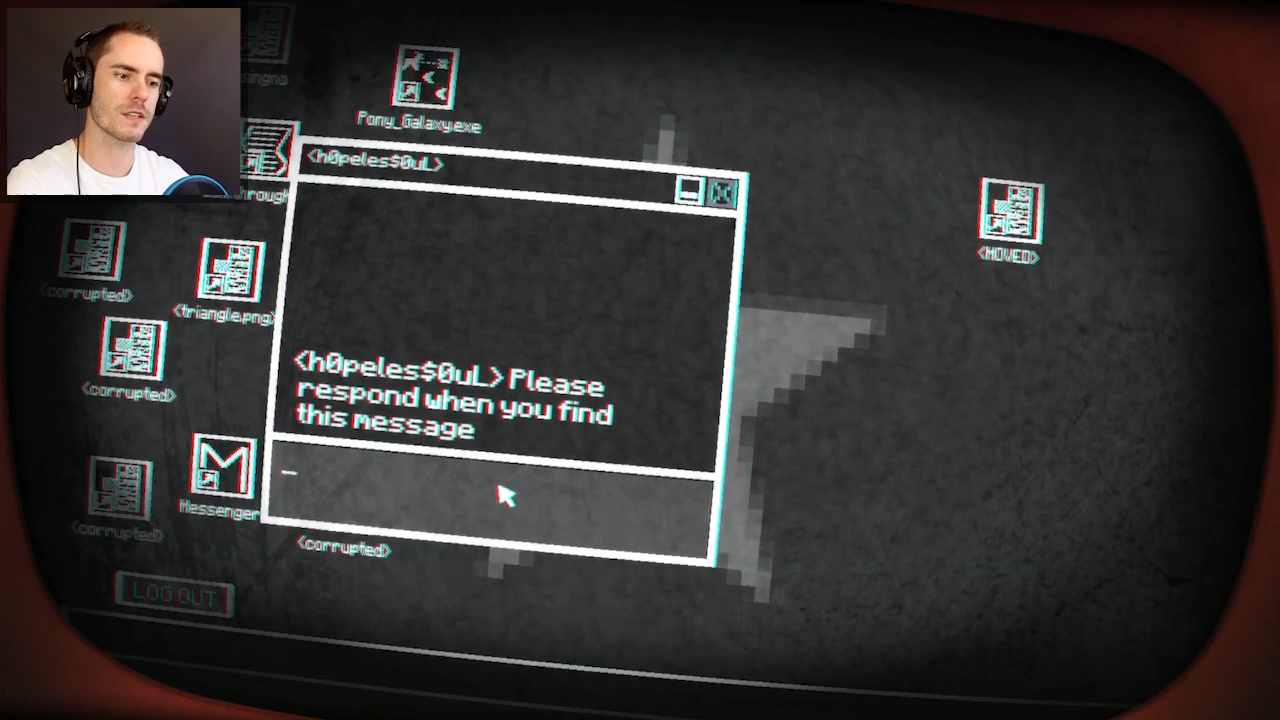 Pony_Galaxy.exe
<h0peles$0uL>
<MOVED>
<corrupted>
<triangle.png>
<corrupted>
<h0peles$0uL> Please
respond when you find
this message
_
Messenger
<corrupted>
<corrupted>
LOG OUT